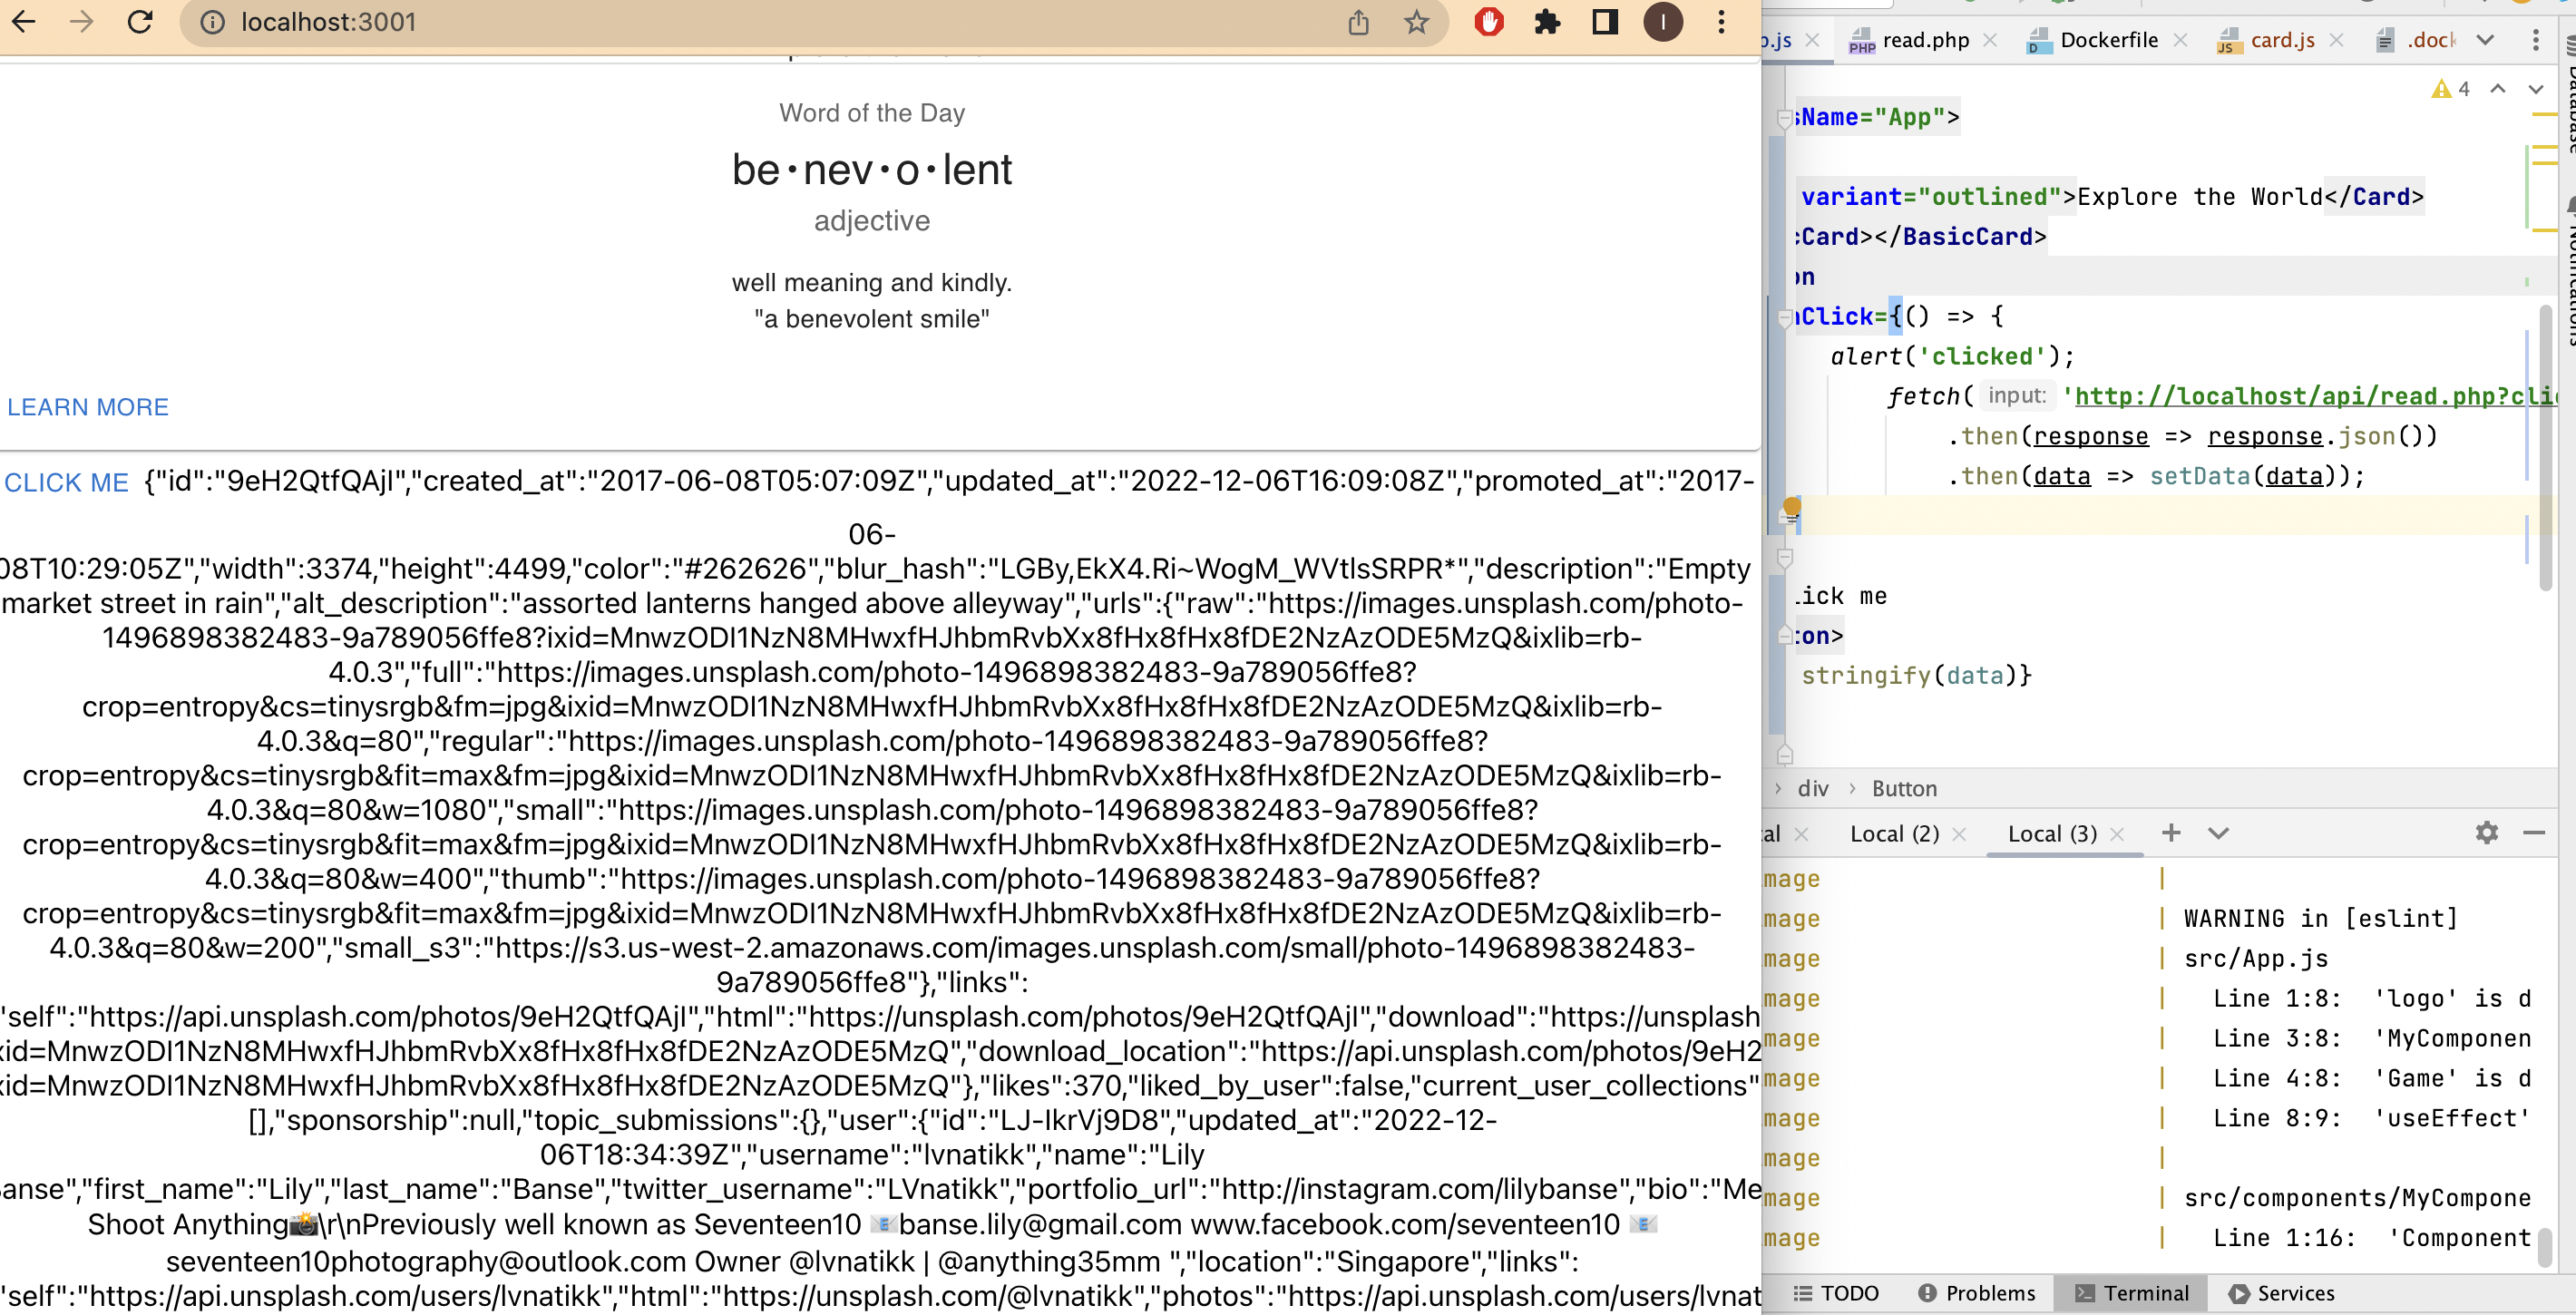 localhost:3001
Word of the Day
be•nev•o•lent
adjective
well meaning and kindly.
"a benevolent smile"
LEARN MORE
CLICK ME {"id":"9eH2QtfQAjI","created_at":"2017-06-08T05:07:09Z","updated_at":"2022-12-06T16:09:08Z","promoted_at":"2017-
06-
08T10:29:05Z","width":3374,"height":4499,"color":"#262626","blur_hash":"LGBy,EkX4.Ri~WogM_WVtlsSRPR*","description":"Empty
market street in rain","alt_description":"assorted lanterns hanged above alleyway","urls":{"raw":"https://images.unsplash.com/photo-
1496898382483-9a789056ffe8?ixid=MnwzODI1NzN8MHwxfHJhbmRvbXx8fHx8fHx8fDE2NzAzODE5MzQ&ixlib=rb-
4.0.3","full":"https://images.unsplash.com/photo-1496898382483-9a789056ffe8?
crop=entropy&cs=tinysrgb&fm=jpg&ixid=MnwzODI1NzN8MHwxfHJhbmRvbXx8fHx8fHx8fDE2NzAzODE5MzQ&ixlib=rb-
4.0.3&q=80","regular":"https://images.unsplash.com/photo-1496898382483-9a789056ffe8?
crop=entropy&cs=tinysrgb&fit=max&fm=jpg&ixid=MnwzODI1NzN8MHwxfHJhbmRvbXx8fHx8fHx8fDE2NzAzODE5MzQ&ixlib=rb-
4.0.3&q=80&w=1080","small":"https://images.unsplash.com/photo-1496898382483-9a789056ffe8?
crop=entropy&cs=tinysrgb&fit=max&fm=jpg&ixid=MnwzODI1NzN8MHwxfHJhbmRvbXx8fHx8fHx8fDE2NzAzODE5MzQ&ixlib=rb-
4.0.3&q=80&w=400","thumb":"https://images.unsplash.com/photo-1496898382483-9a789056ffe8?
crop=entropy&cs=tinysrgb&fit=max&fm=jpg&ixid=MnwzODI1NzN8MHwxfHJhbmRvbXx8fHx8fHx8fDE2NzAzODE5MzQ&ixlib=rb-
4.0.3&q=80&w=200","small_s3":"https://s3.us-west-2.amazonaws.com/images.unsplash.com/small/photo-1496898382483-
9a789056ffe8"},"links":
"self":"https://api.unsplash.com/photos/9eH2QtfQAjI","html":"https://unsplash.com/photos/9eH2QtfQAjI","download":"https://unsplash
xid=MnwzODI1NzN8MHwxfHJhbmRvbXx8fHx8fHx8fDE2NzAzODE5MzQ","download_location":"https://api.unsplash.com/photos/9eH2
xid=MnwzODI1NzN8MHwxfHJhbmRvbXx8fHx8fHx8fDE2NzAzODE5MzQ"},"likes":370,"liked_by_user":false,"current_user_collections"
[],"sponsorship":null,"topic_submissions":{},"user":{"id":"LJ-IkrVj9D8","updated_at":"2022-12-
06T18:34:39Z","username":"lvnatikk","name":"Lily
Banse","first_name":"Lily","last_name":"Banse","twitter_username":"LVnatikk","portfolio_url":"http://instagram.com/lilybanse","bio":"Me
Shoot Anything📸\r\nPreviously well known as Seventeen10 📧banse.lily@gmail.com www.facebook.com/seventeen10 📧
seventeen10photography@outlook.com Owner @lvnatikk | @anything35mm ","location":"Singapore","links":
"self":"https://api.unsplash.com/users/lvnatikk","html":"https://unsplash.com/@lvnatikk","photos":"https://api.unsplash.com/users/lvnat
p.js read.php Dockerfile card.js .dock
4
sName="App">
variant="outlined">Explore the World</Card>
cCard></BasicCard>
on
nClick={() => {
alert('clicked');
fetch( input: 'http://localhost/api/read.php?clic
.then(response => response.json())
.then(data => setData(data));
}
lick me
ton>
stringify(data)}
div > Button
cal Local (2) Local (3)
mage |
mage | WARNING in [eslint]
mage | src/App.js
mage | Line 1:8: 'logo' is d
mage | Line 3:8: 'MyComponen
mage | Line 4:8: 'Game' is d
mage | Line 8:9: 'useEffect'
mage |
mage | src/components/MyCompone
mage | Line 1:16: 'Component
TODO Problems Terminal Services
Database
Notifications